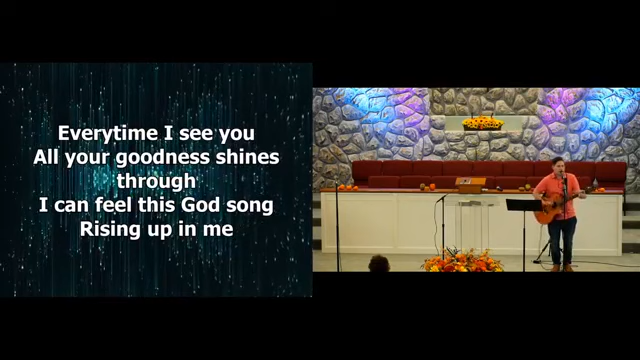 Everytime I see you
All your goodness shines
through
I can feel this God song
Rising up in me